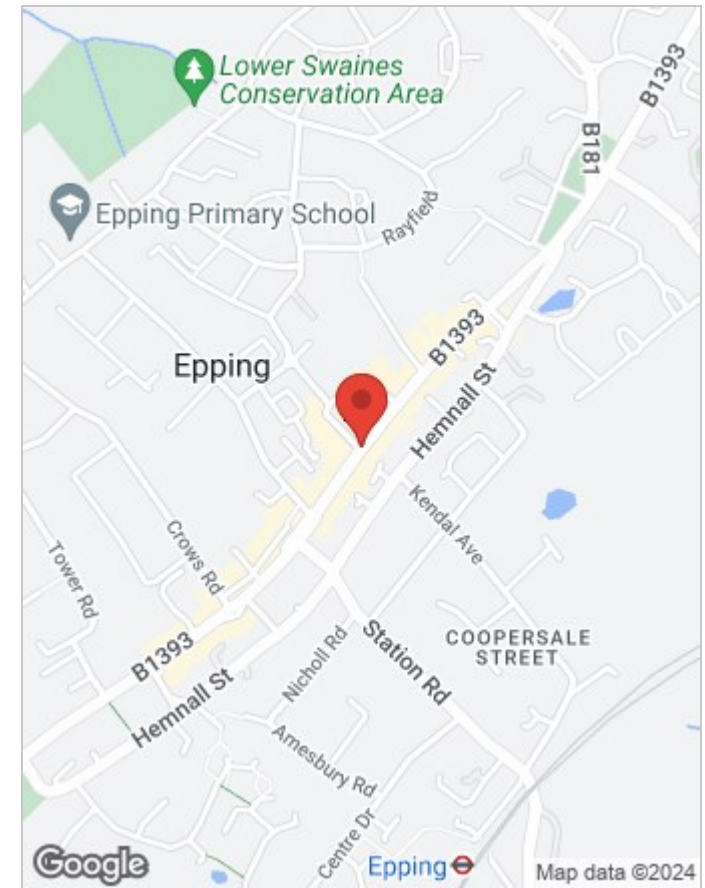 Lower Swaines
Conservation Area
B1393
B181
Epping Primary School
Rayfield
B1393
Epping
Hemnall St
Kendal Ave
Crows Rd
Tower Rd
COOPERSALE
STREET
Station Rd
Nicholl Rd
B1393
Hemnall St
Amesbury Rd
Centre Dr
Epping
Google
Map data ©2024